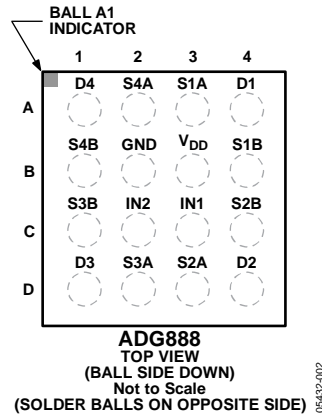 BALL A1
INDICATOR
1 2 3 4
A
D4 S4A S1A D1
B
S4B GND VDD S1B
C
S3B IN2 IN1 S2B
D
D3 S3A S2A D2
ADG888
TOP VIEW
(BALL SIDE DOWN)
Not to Scale
(SOLDER BALLS ON OPPOSITE SIDE)
05432-002